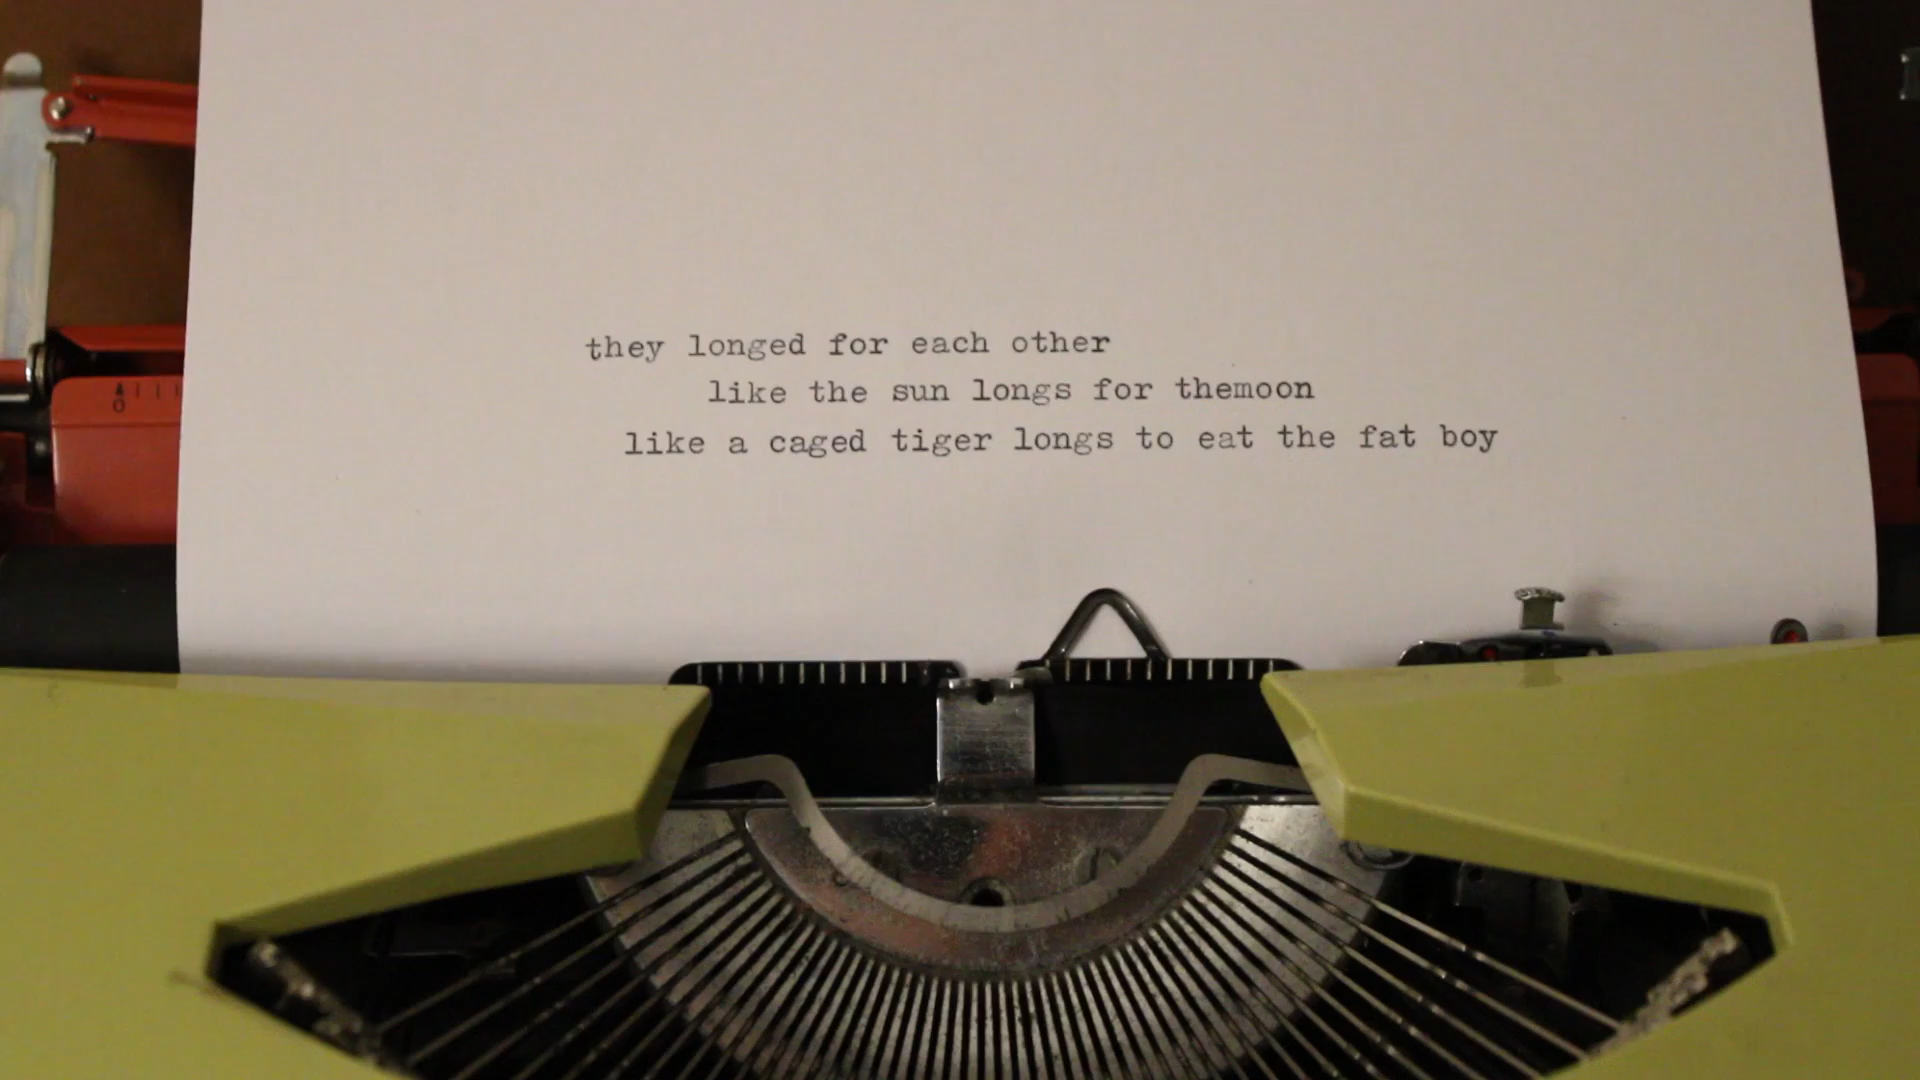 they longed for each other
like the sun longs for themoon
like a caged tiger longs to eat the fat boy
0